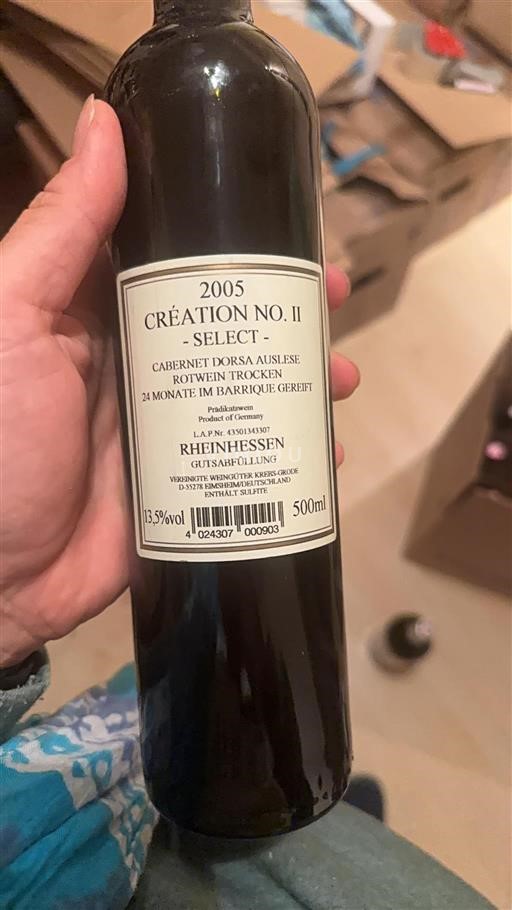 2005
CRÉATION NO. II
- SELECT -
CABERNET DORSA AUSLESE
ROTWEIN TROCKEN
24 MONATE IM BARRIQUE GEREIFT
Prädikatswein
Product of Germany
L.A.P.Nr. 43501343307
RHEINHESSEN
GUTSABFÜLLUNG
VEREINIGTE WEINGÜTER KREBS-GRODE
D-55278 EIMSHEIM/DEUTSCHLAND
ENTHÄLT SULFITE
13,5%vol 500ml
4 024307 000903